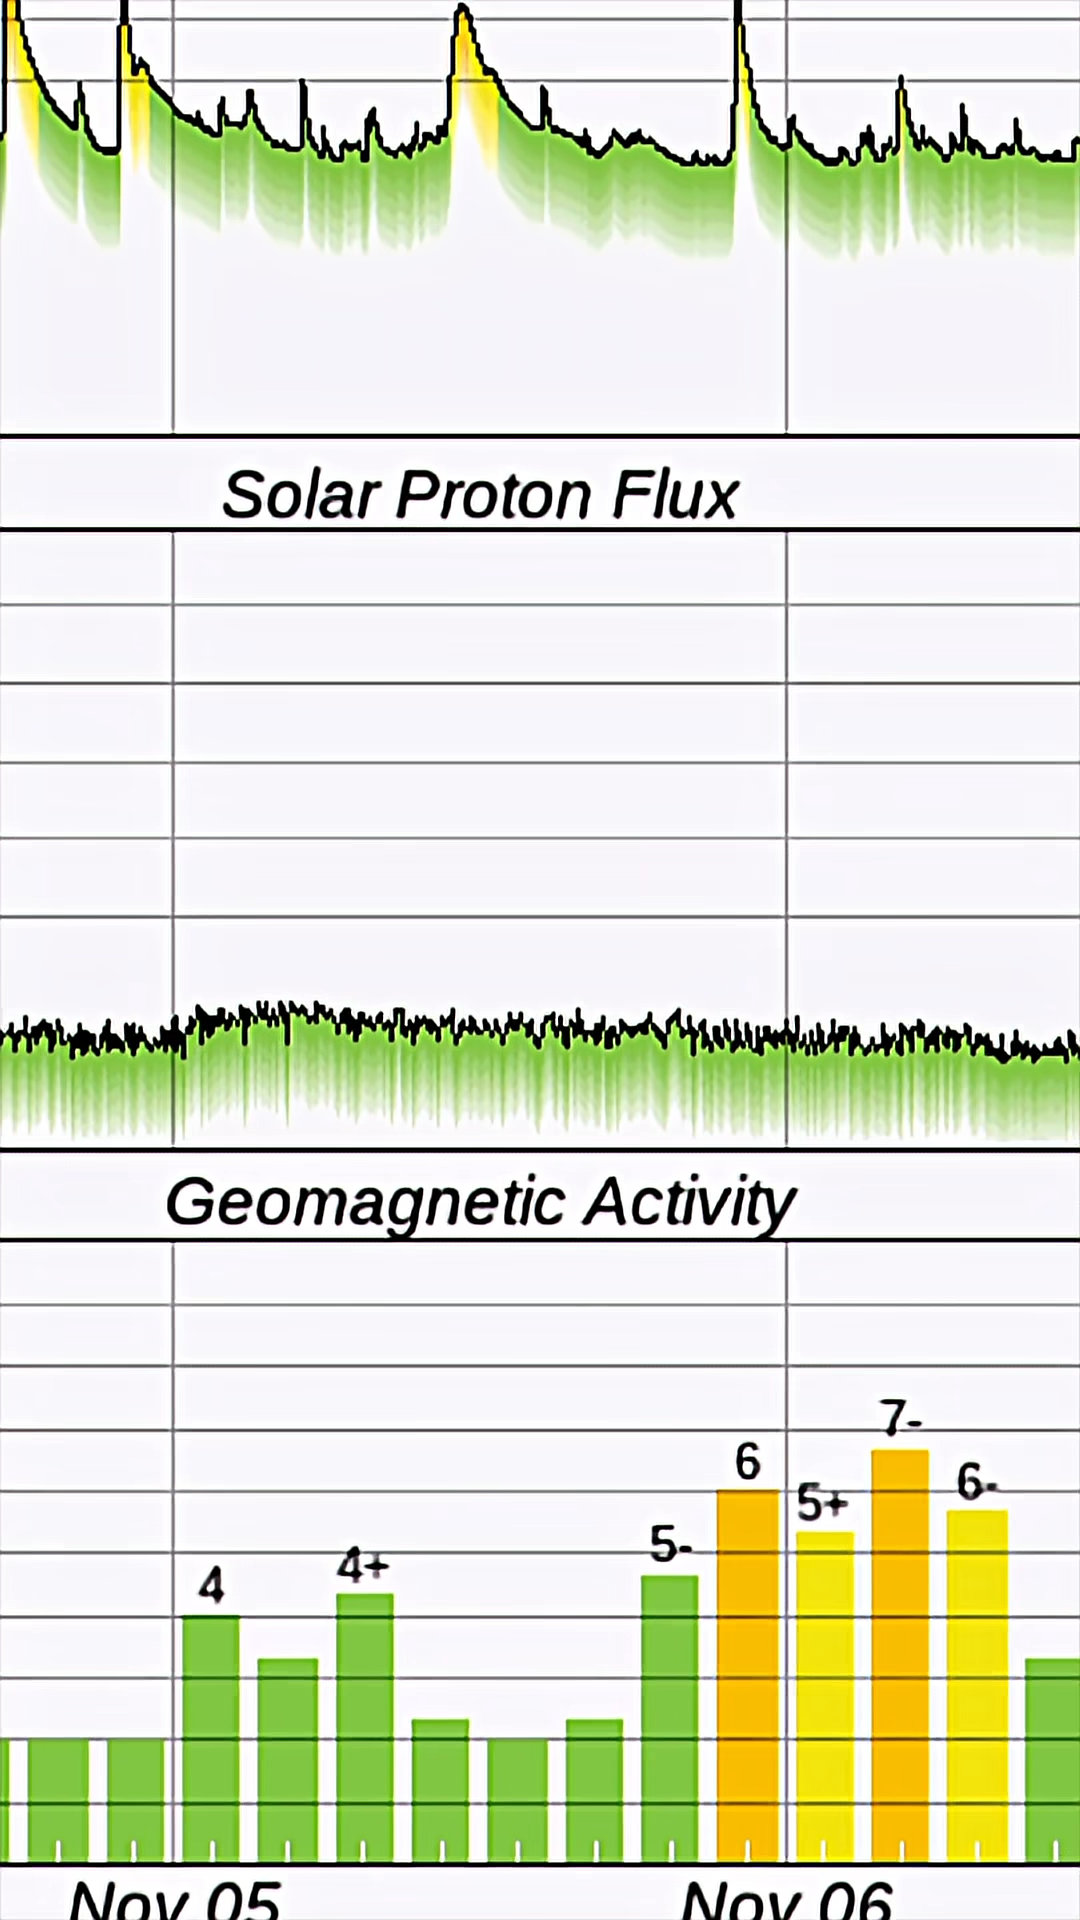 Solar Proton Flux
Geomagnetic Activity
7-
6
6-
5+
5-
4+
4
Nov 05
Nov 06